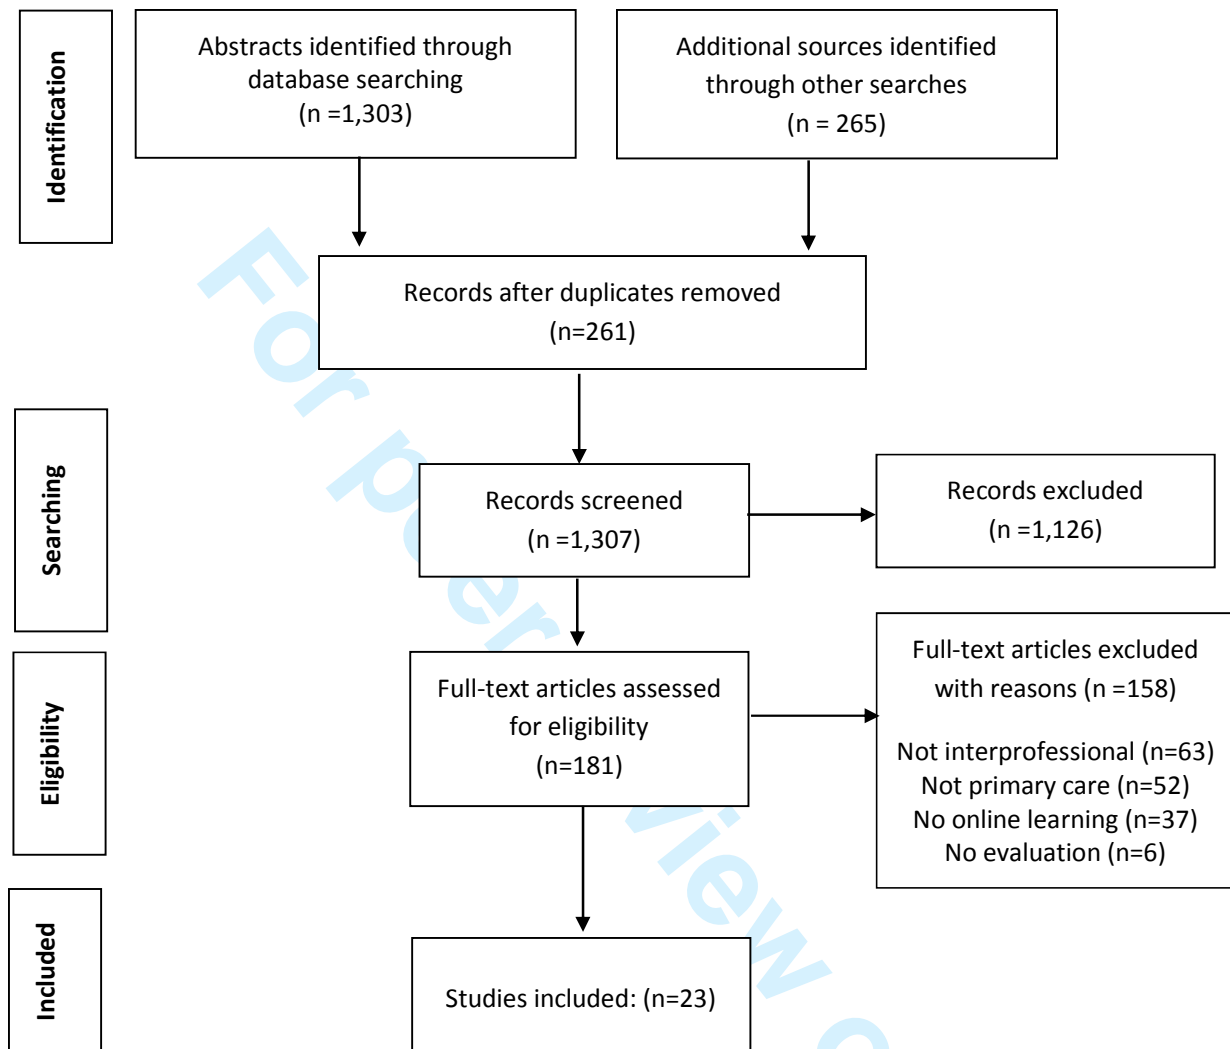 Identification
Abstracts identified through
database searching
(n =1,303)
Additional sources identified
through other searches
(n = 265)
Records after duplicates removed
(n=261)
Searching
Records screened
(n =1,307)
Records excluded
(n =1,126)
Eligibility
Full-text articles assessed
for eligibility
(n=181)
Full-text articles excluded
with reasons (n =158)
Not interprofessional (n=63)
Not primary care (n=52)
No online learning (n=37)
No evaluation (n=6)
Included
Studies included: (n=23)
For peer review o